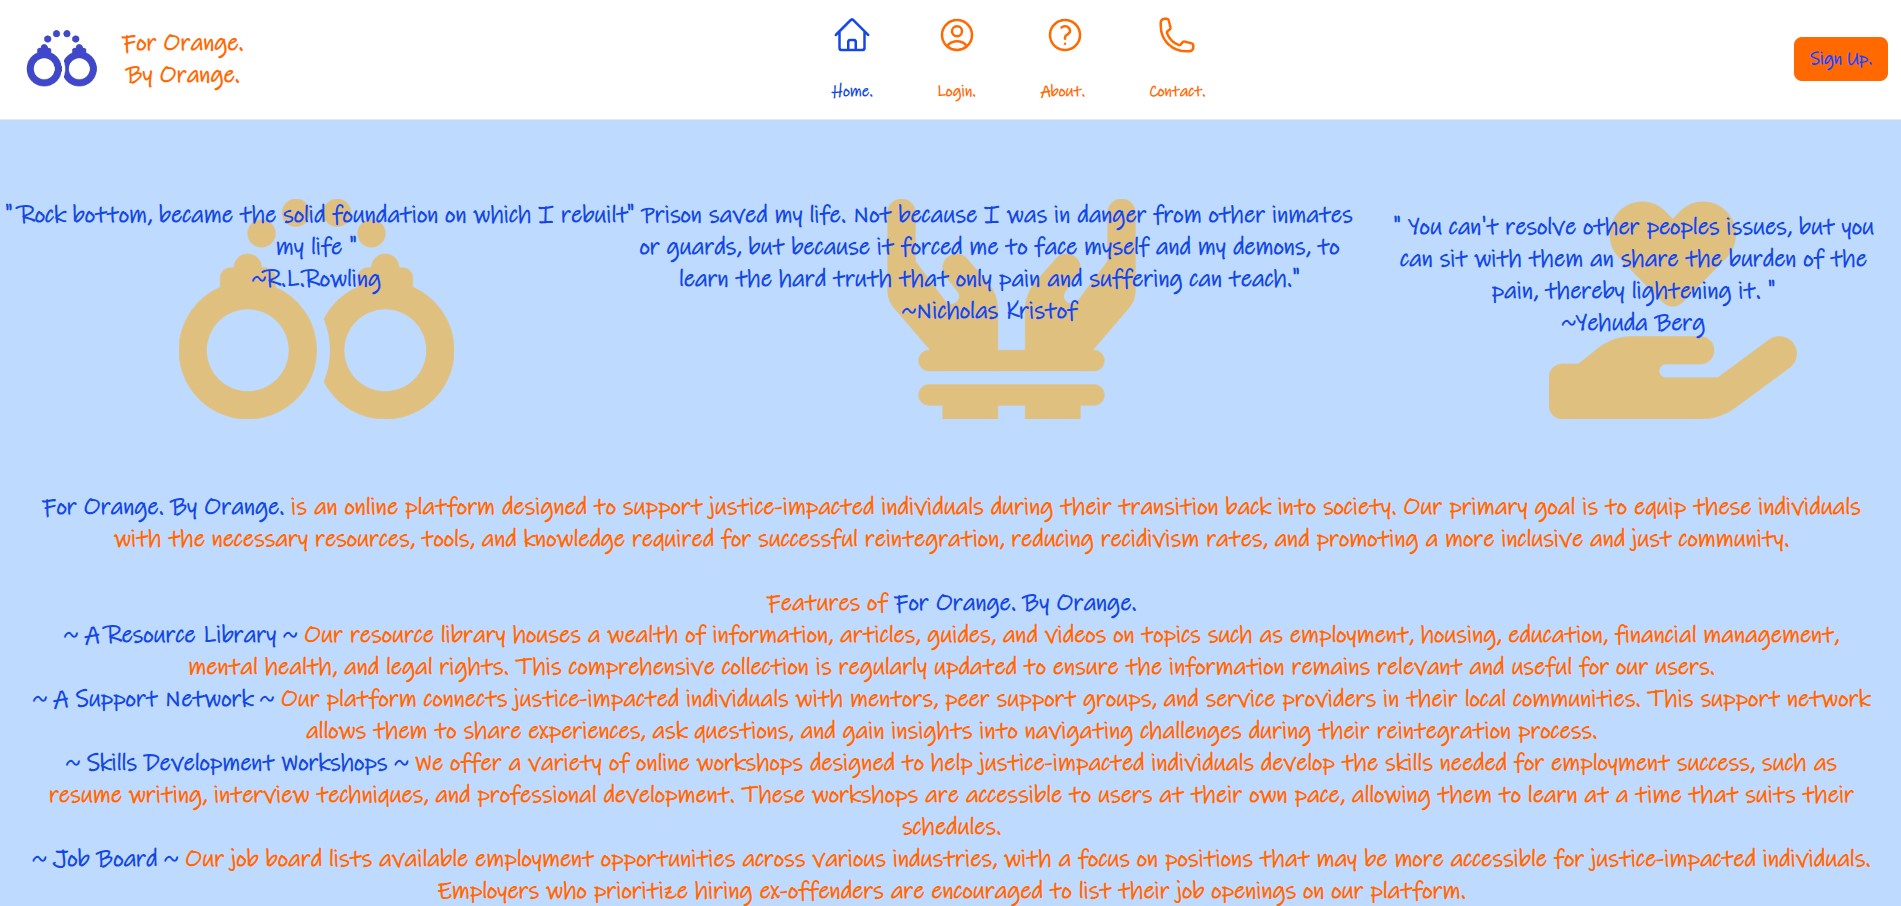 For Orange.
By Orange.
Home.
Login.
About.
Contact.
Sign Up.
"Rock bottom, became the solid foundation on which I rebuilt
my life "
~R.L.Rowling
" Prison saved my life. Not because I was in danger from other inmates
or guards, but because it forced me to face myself and my demons, to
learn the hard truth that only pain and suffering can teach."
~Nicholas Kristof
" You can't resolve other peoples issues, but you
can sit with them an share the burden of the
pain, thereby lightening it. "
~Yehuda Berg
For Orange. By Orange. is an online platform designed to support justice-impacted individuals during their transition back into society. Our primary goal is to equip these individuals
with the necessary resources, tools, and knowledge required for successful reintegration, reducing recidivism rates, and promoting a more inclusive and just community.
Features of For Orange. By Orange.
~ A Resource Library ~ Our resource library houses a wealth of information, articles, guides, and videos on topics such as employment, housing, education, financial management,
mental health, and legal rights. This comprehensive collection is regularly updated to ensure the information remains relevant and useful for our users.
~ A Support Network ~ Our platform connects justice-impacted individuals with mentors, peer support groups, and service providers in their local communities. This support network
allows them to share experiences, ask questions, and gain insights into navigating challenges during their reintegration process.
~ Skills Development Workshops ~ We offer a variety of online workshops designed to help justice-impacted individuals develop the skills needed for employment success, such as
resume writing, interview techniques, and professional development. These workshops are accessible to users at their own pace, allowing them to learn at a time that suits their
schedules.
~ Job Board ~ Our job board lists available employment opportunities across various industries, with a focus on positions that may be more accessible for justice-impacted individuals.
Employers who prioritize hiring ex-offenders are encouraged to list their job openings on our platform.